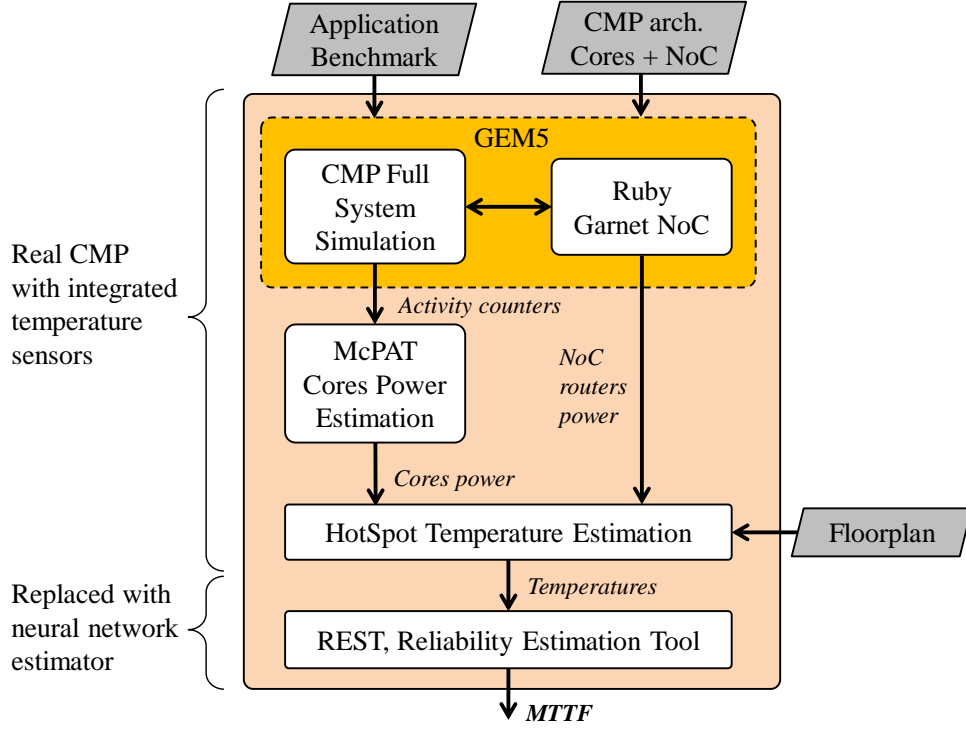 Application
Benchmark
CMP arch.
Cores + NoC
GEM5
CMP Full
System
Simulation
Ruby
Garnet NoC
Real CMP
with integrated
temperature
sensors
Activity counters
McPAT
Cores Power
Estimation
NoC
routers
power
Cores power
HotSpot Temperature Estimation
Floorplan
Temperatures
Replaced with
neural network
estimator
REST, Reliability Estimation Tool
MTTF